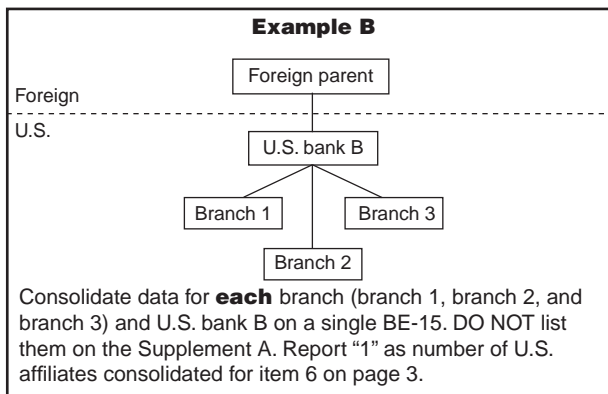 Example B
Foreign parent
Foreign
U.S.
U.S. bank B
Branch 1
Branch 3
Branch 2
Consolidate data for each branch (branch 1, branch 2, and
branch 3) and U.S. bank B on a single BE-15. DO NOT list
them on the Supplement A. Report “1” as number of U.S.
affiliates consolidated for item 6 on page 3.